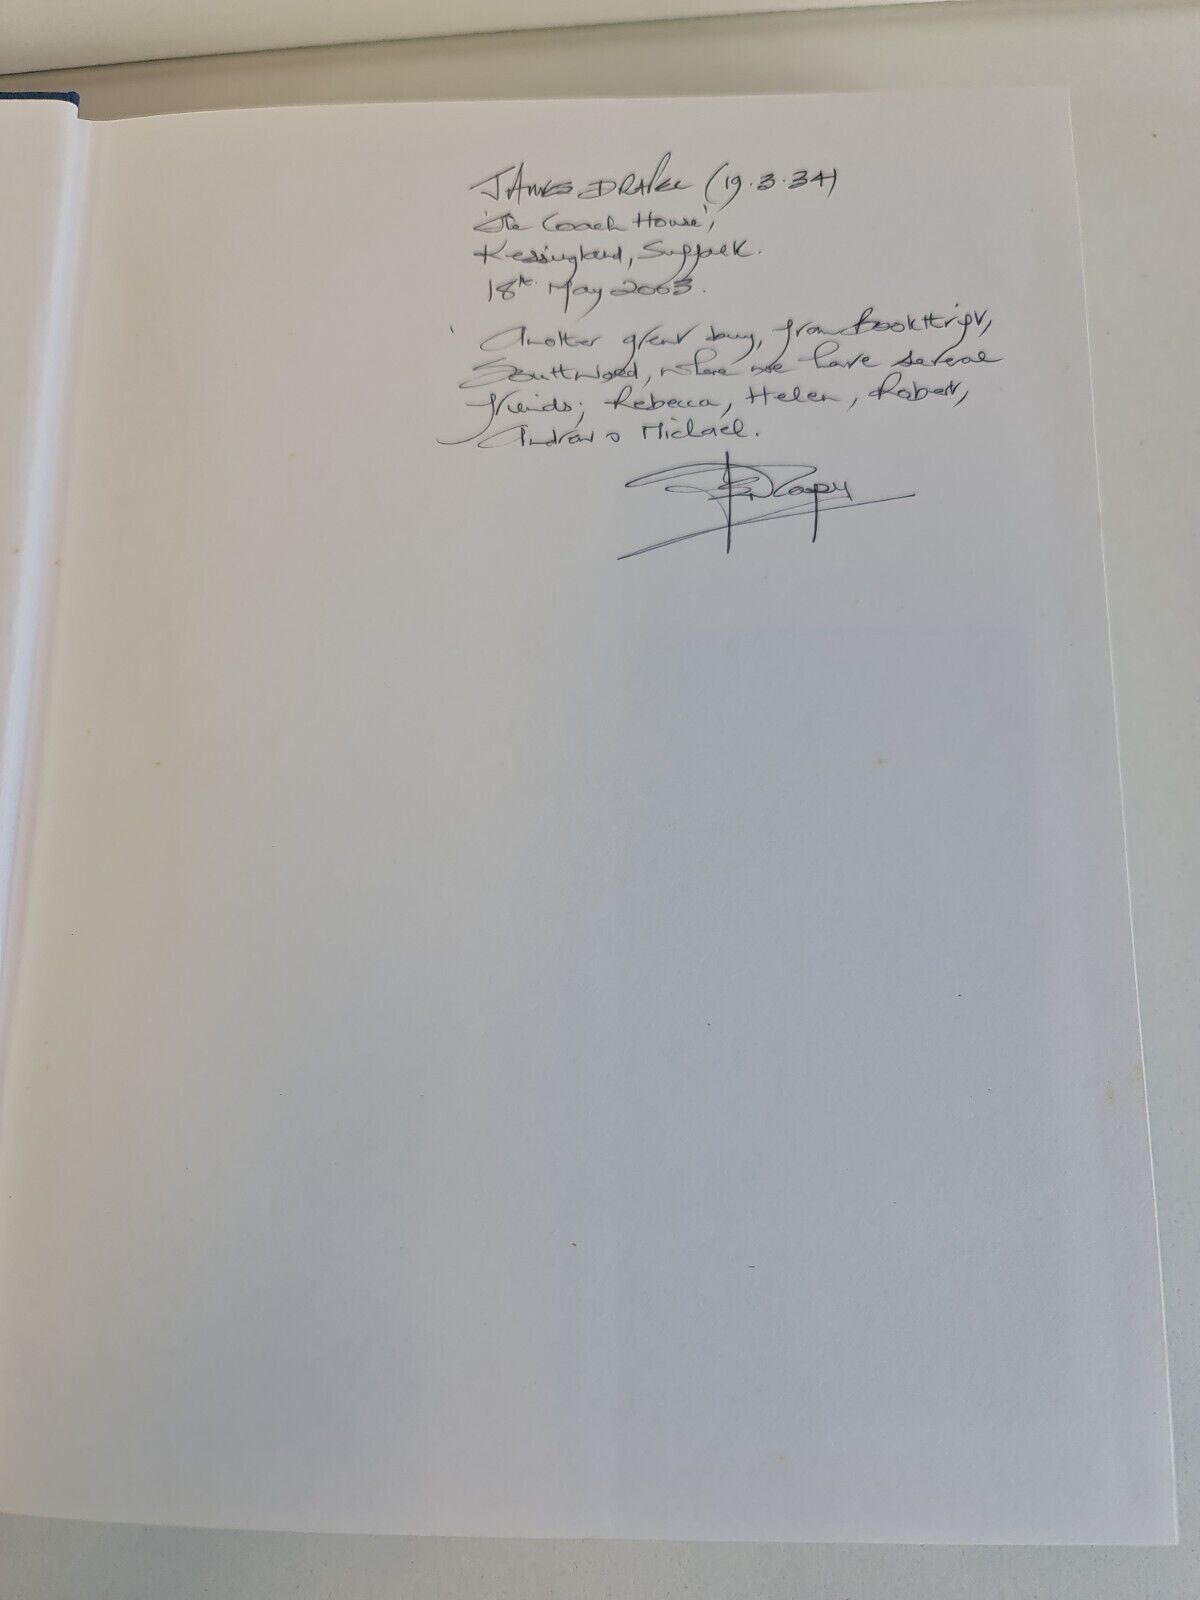 JAMES DRAKE (19.3.34)
'The Coach House',
Kessingland, Suffolk.
18th May 2003.
'Another great buy, from Bookthrift,
Southwold, where we have several
friends; Rebecca, Helen, Robert,
Andrew & Michael.